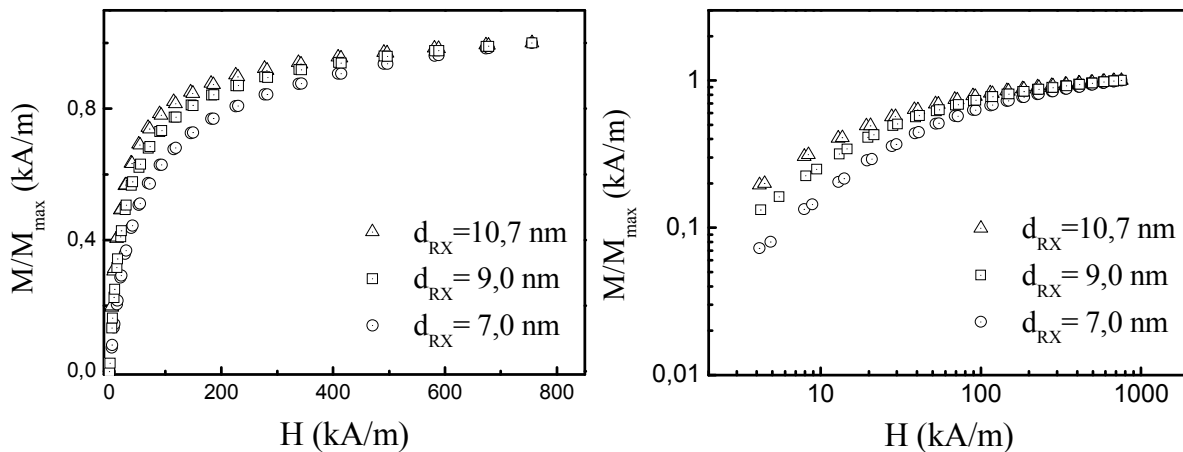 M/M_max (kA/m)
0,8
0,4
0,0
0
200
400
600
800
H (kA/m)
d_RX=10,7 nm
d_RX= 9,0 nm
d_RX= 7,0 nm
M/M_max (kA/m)
1
0,1
0,01
10
100
1000
H (kA/m)
d_RX=10,7 nm
d_RX= 9,0 nm
d_RX= 7,0 nm